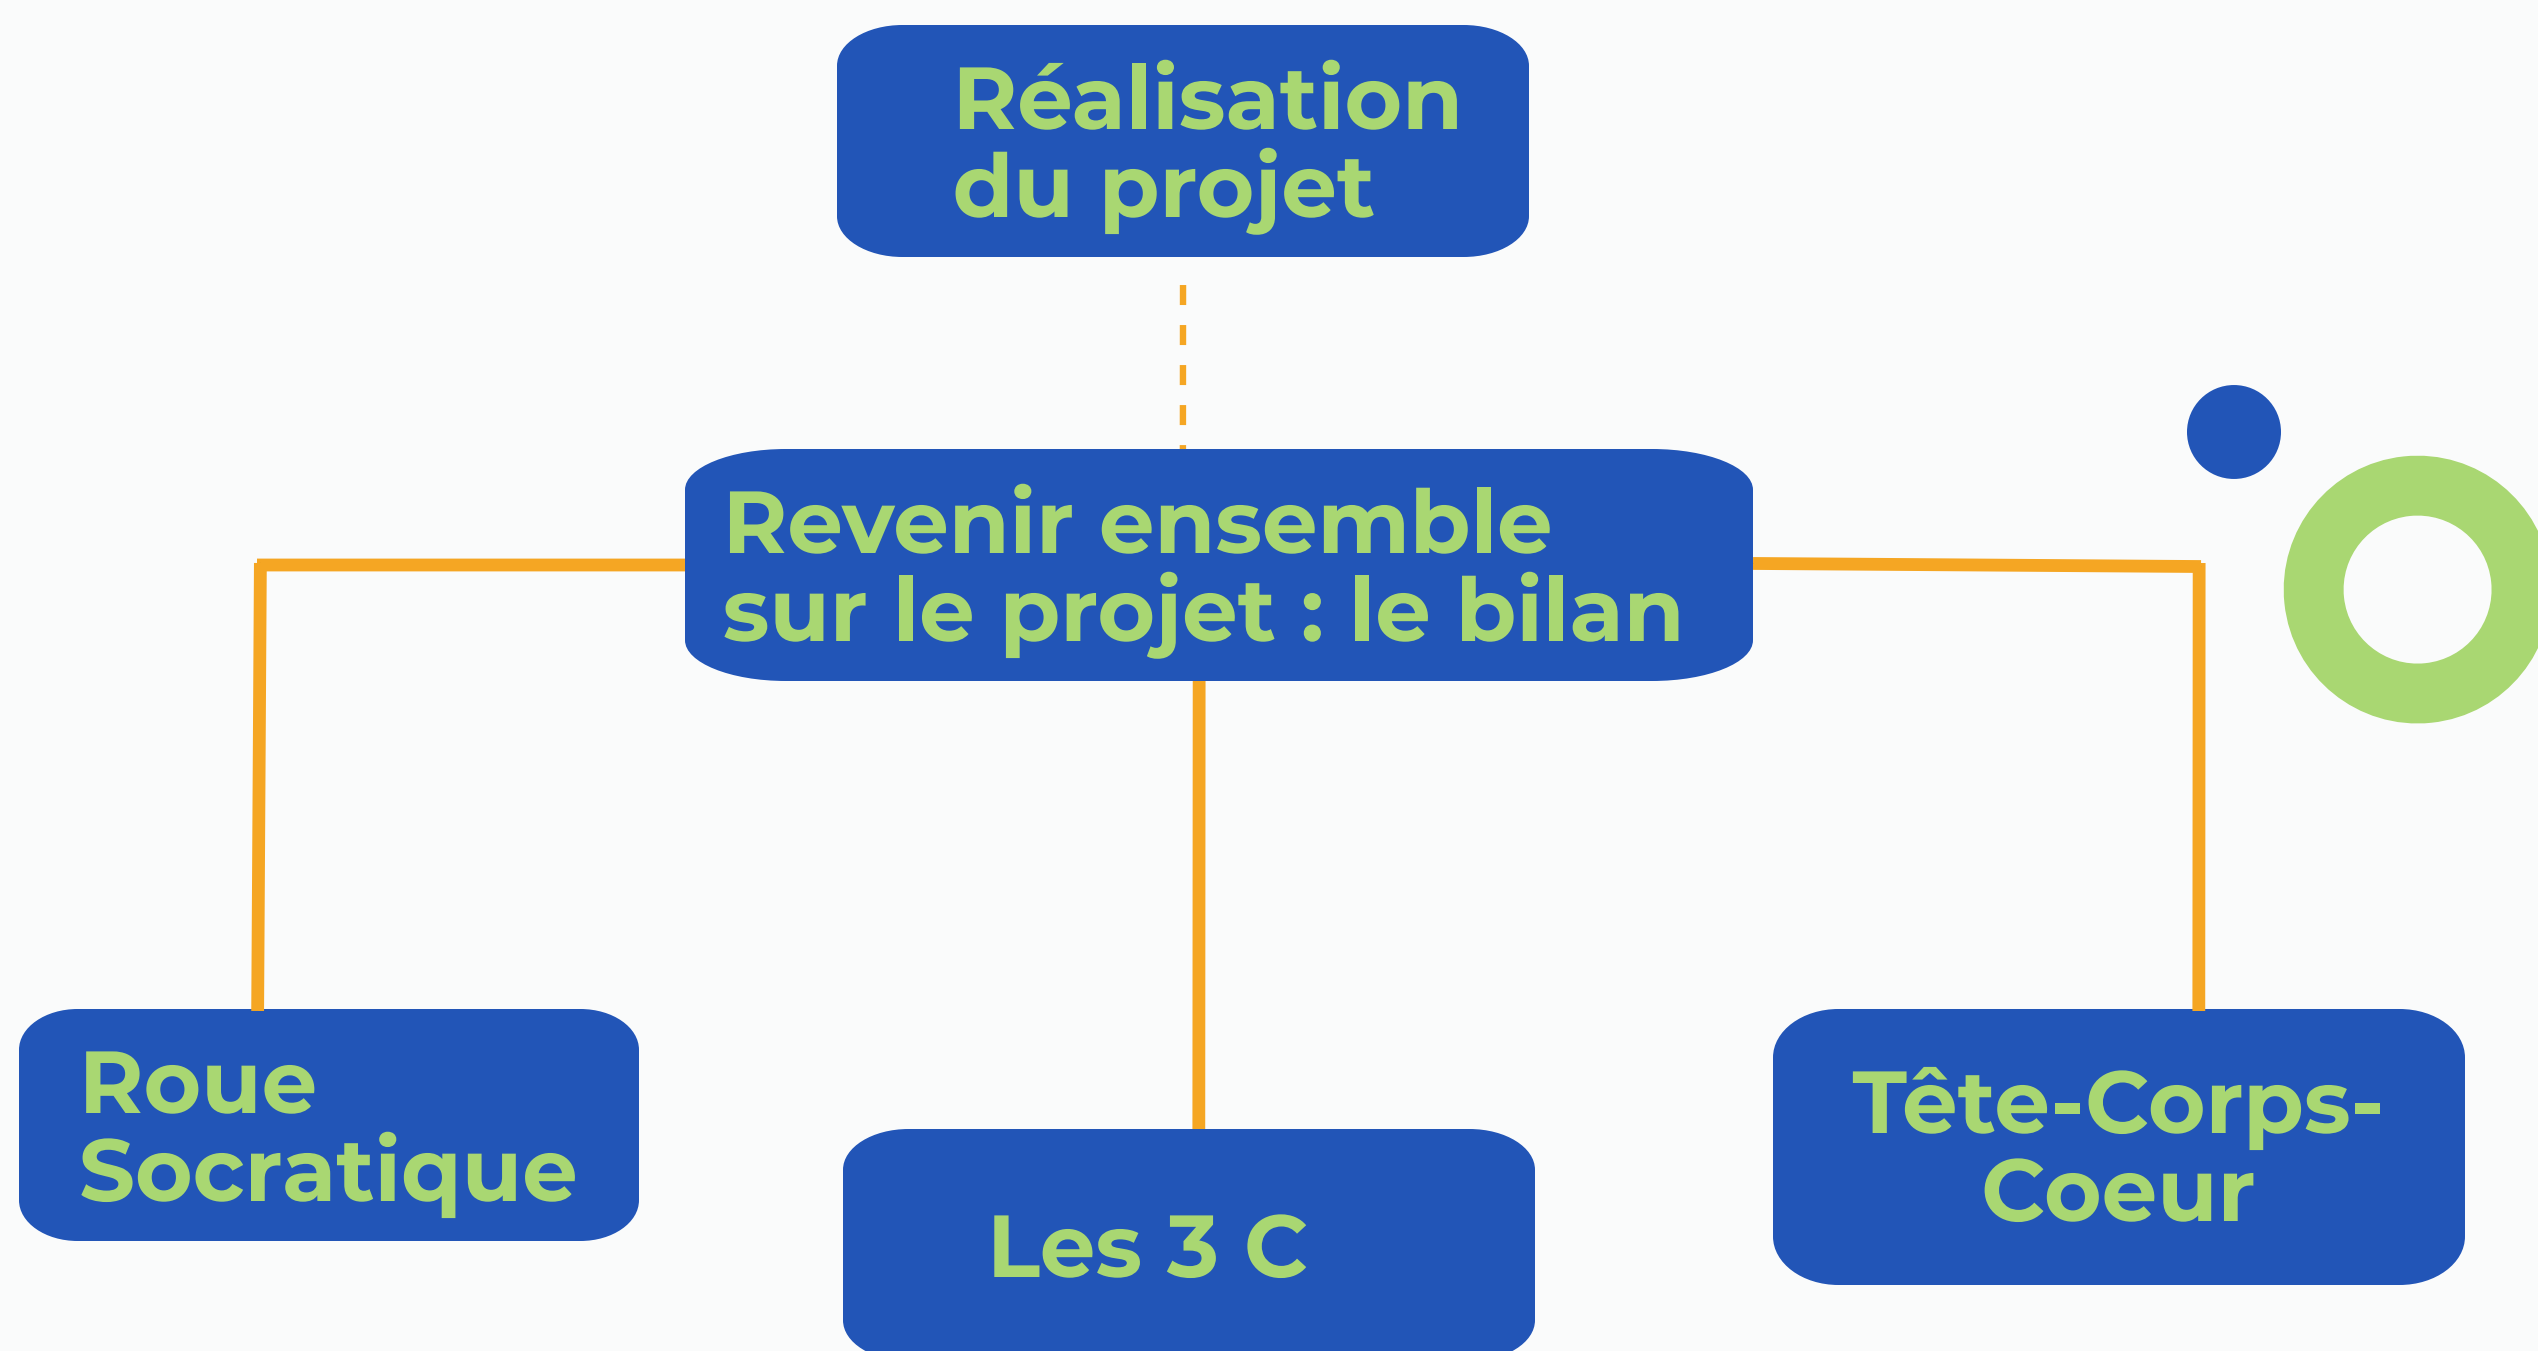 Réalisation
du projet
Revenir ensemble
sur le projet : le bilan
Roue
Socratique
Les 3 C
Tête-Corps-
Coeur